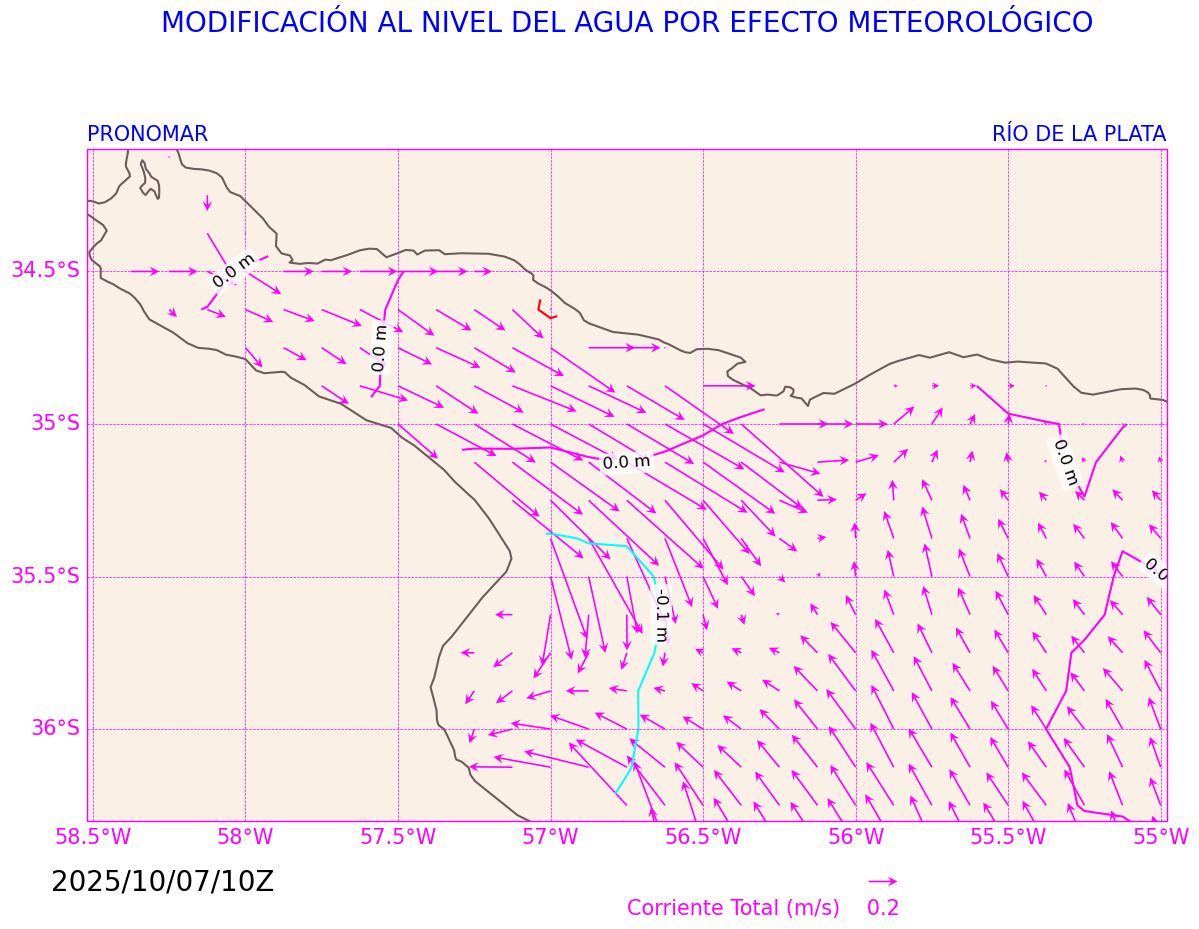 MODIFICACIÓN AL NIVEL DEL AGUA POR EFECTO METEOROLÓGICO
PRONOMAR
RÍO DE LA PLATA
0.0 m
34.5°S
0.0 m
35°S
0.0 m
0.0 m
35.5°S
0.0
-0.1 m
36°S
58.5°W 58°W 57.5°W 57°W 56.5°W 56°W 55.5°W 55°W
2025/10/07/10Z
Corriente Total (m/s) 0.2